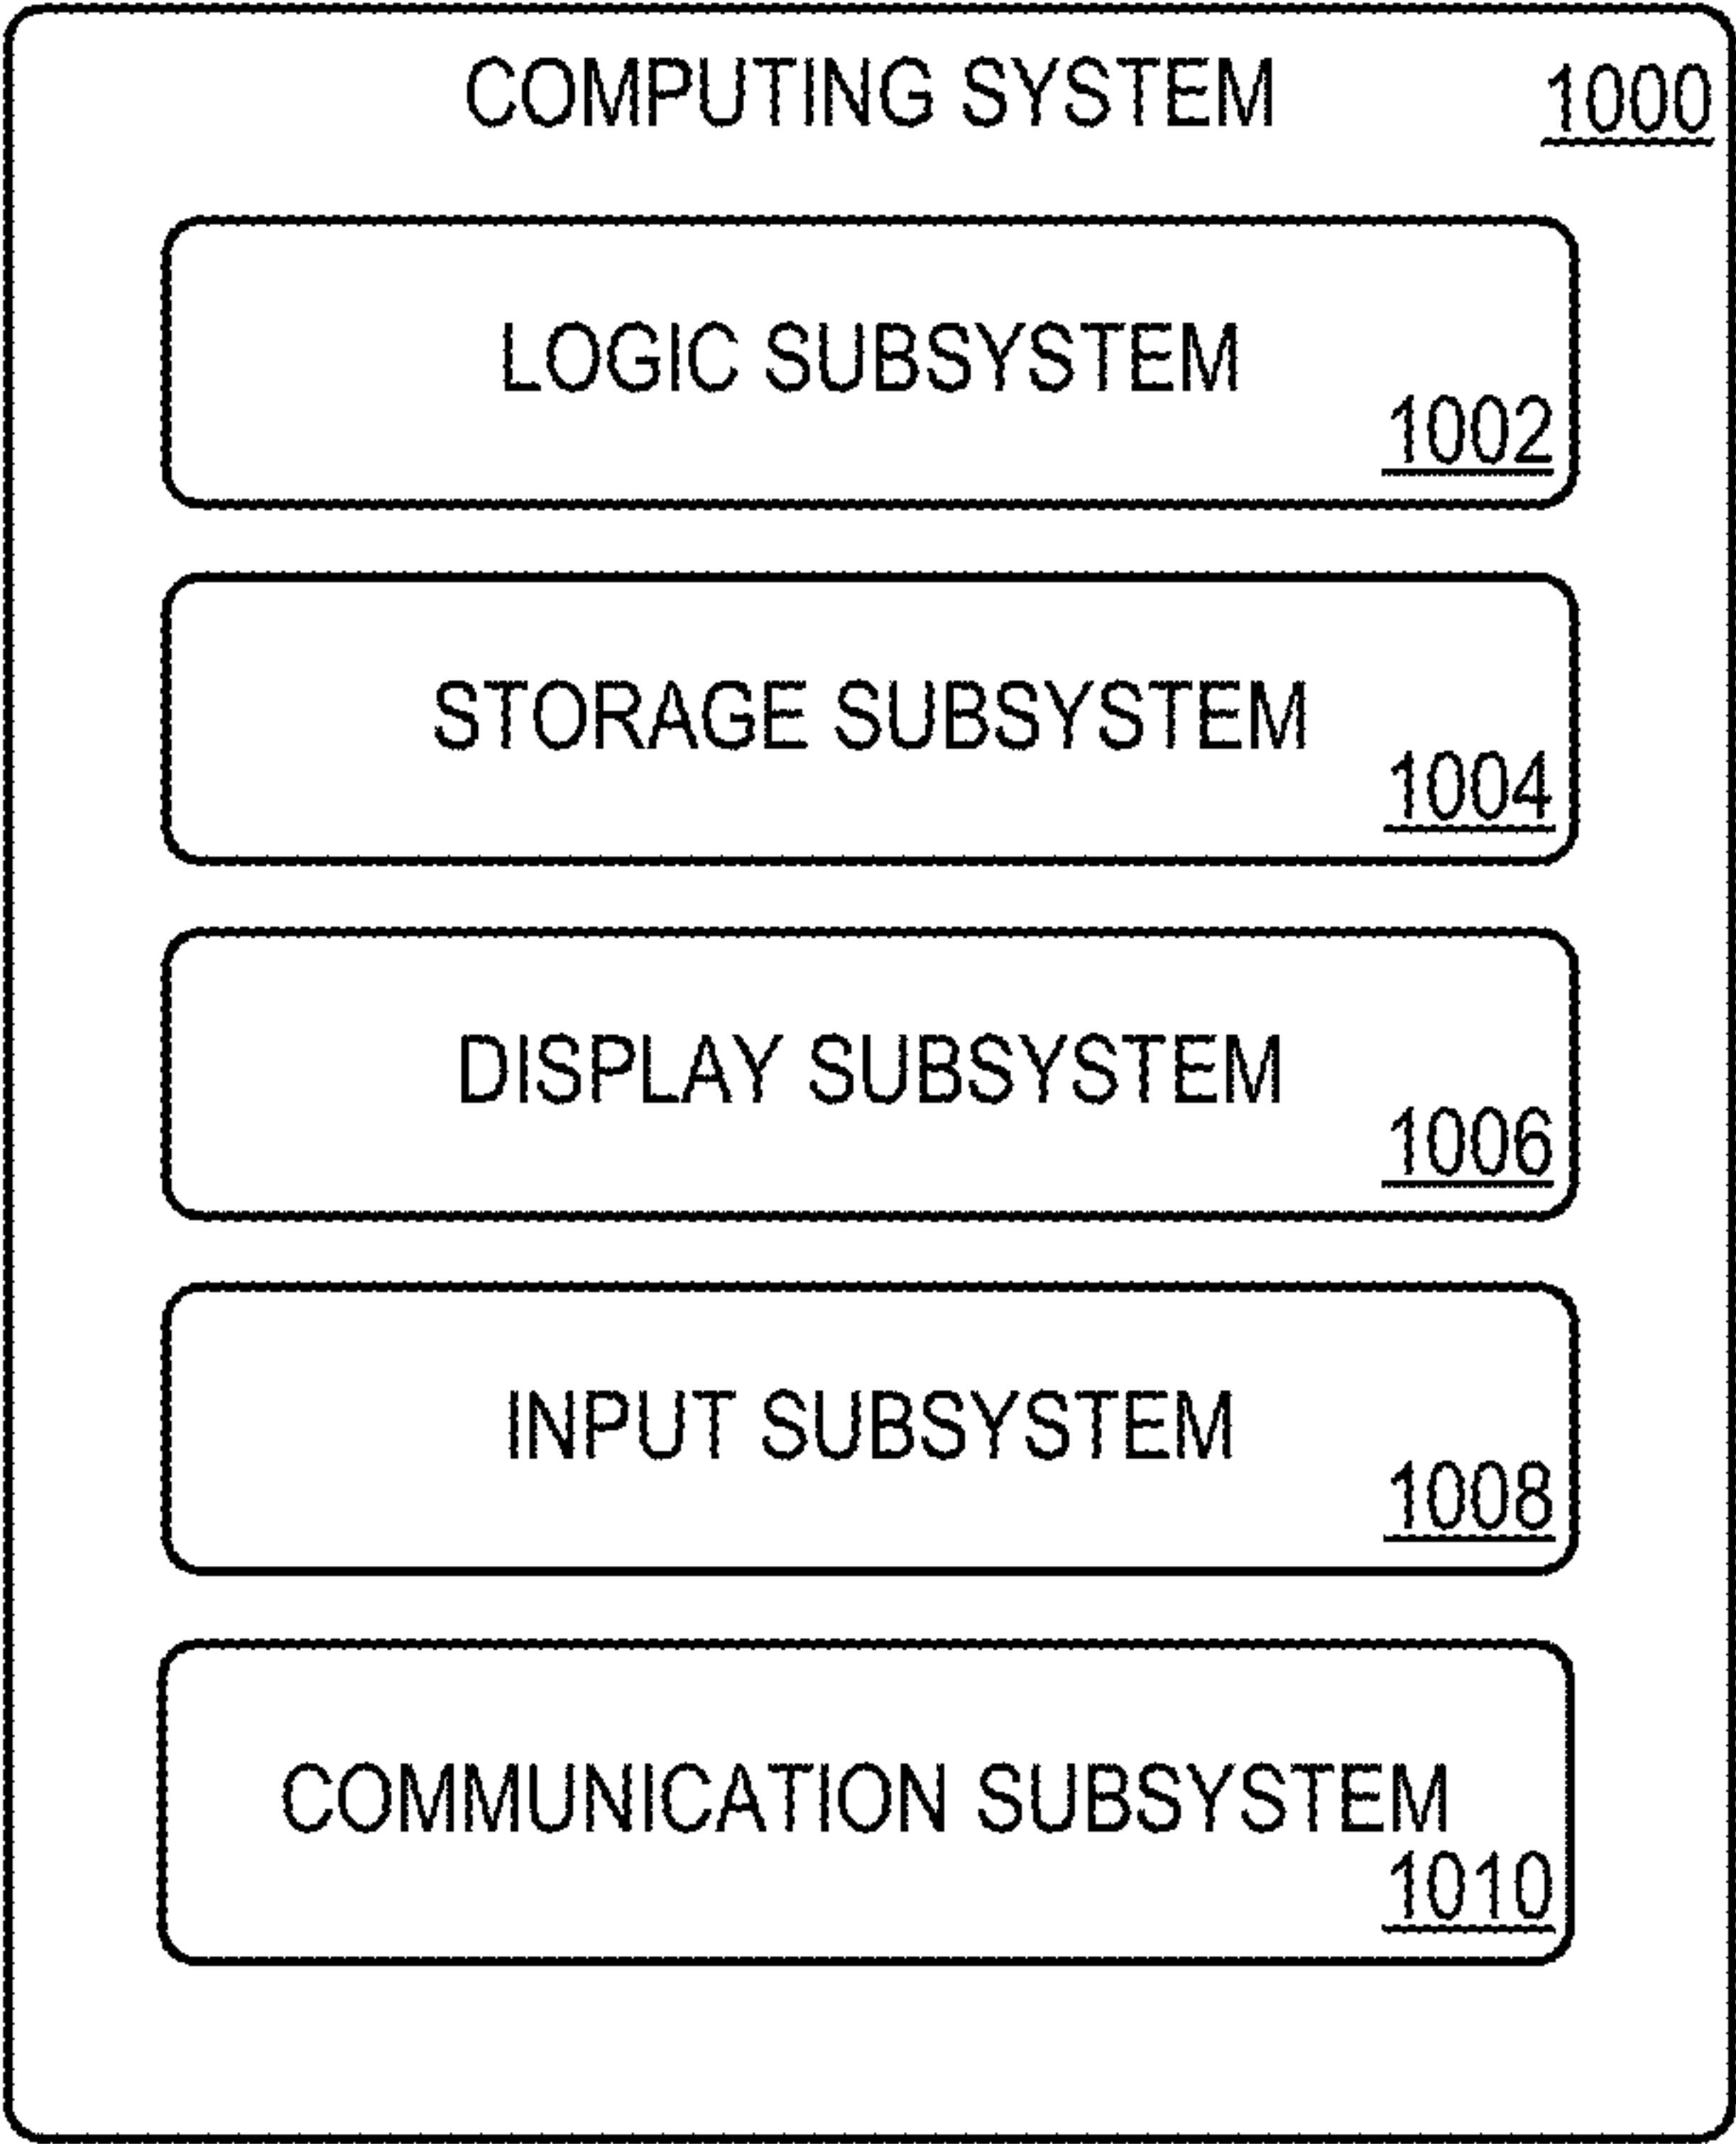 COMPUTING SYSTEM 1000
LOGIC SUBSYSTEM
1002
STORAGE SUBSYSTEM
1004
DISPLAY SUBSYSTEM
1006
INPUT SUBSYSTEM
1008
COMMUNICATION SUBSYSTEM
1010